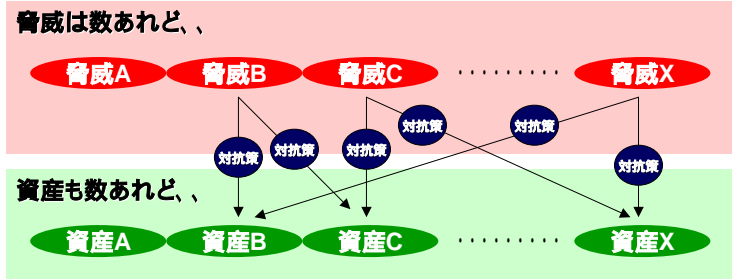 脅威は数あれど、、
脅威A 脅威B 脅威C ・・・・・・・・・ 脅威X
対抗策 対抗策
対抗策 対抗策 対抗策 対抗策
資産も数あれど、、
資産A 資産B 資産C ・・・・・・・・・ 資産X